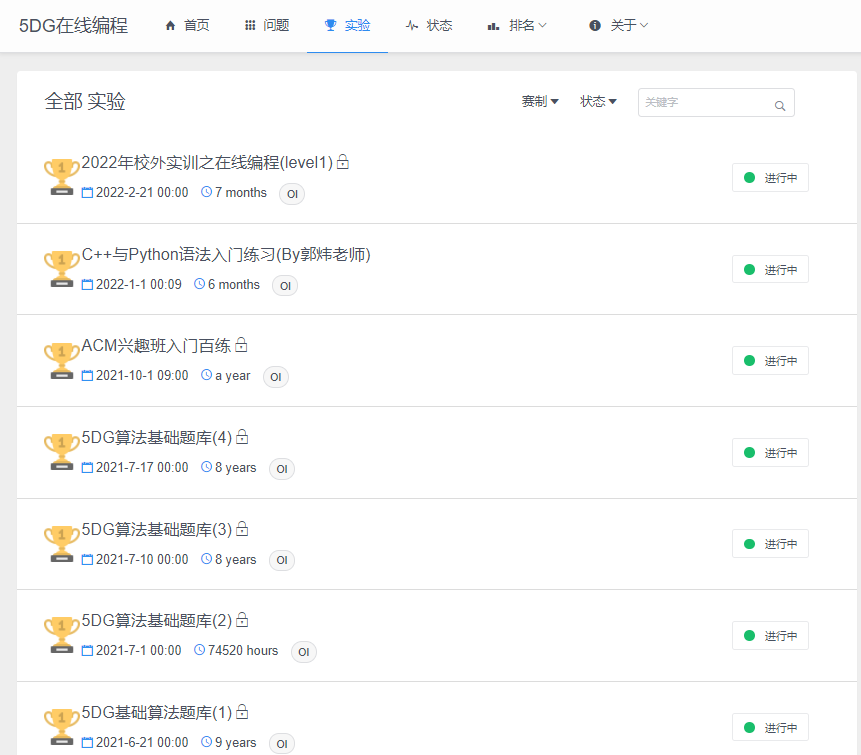 5DG在线编程 首页 问题 实验 状态 排名 关于
全部 实验 赛制 状态 关键字
2022年校外实训之在线编程(level1)
2022-2-21 00:00 7 months OI 进行中
C++与Python语法入门练习(By郭炜老师)
2022-1-1 00:09 6 months OI 进行中
ACM兴趣班入门百练
2021-10-1 09:00 a year OI 进行中
5DG算法基础题库(4)
2021-7-17 00:00 8 years OI 进行中
5DG算法基础题库(3)
2021-7-10 00:00 8 years OI 进行中
5DG算法基础题库(2)
2021-7-1 00:00 74520 hours OI 进行中
5DG基础算法题库(1)
2021-6-21 00:00 9 years OI 进行中